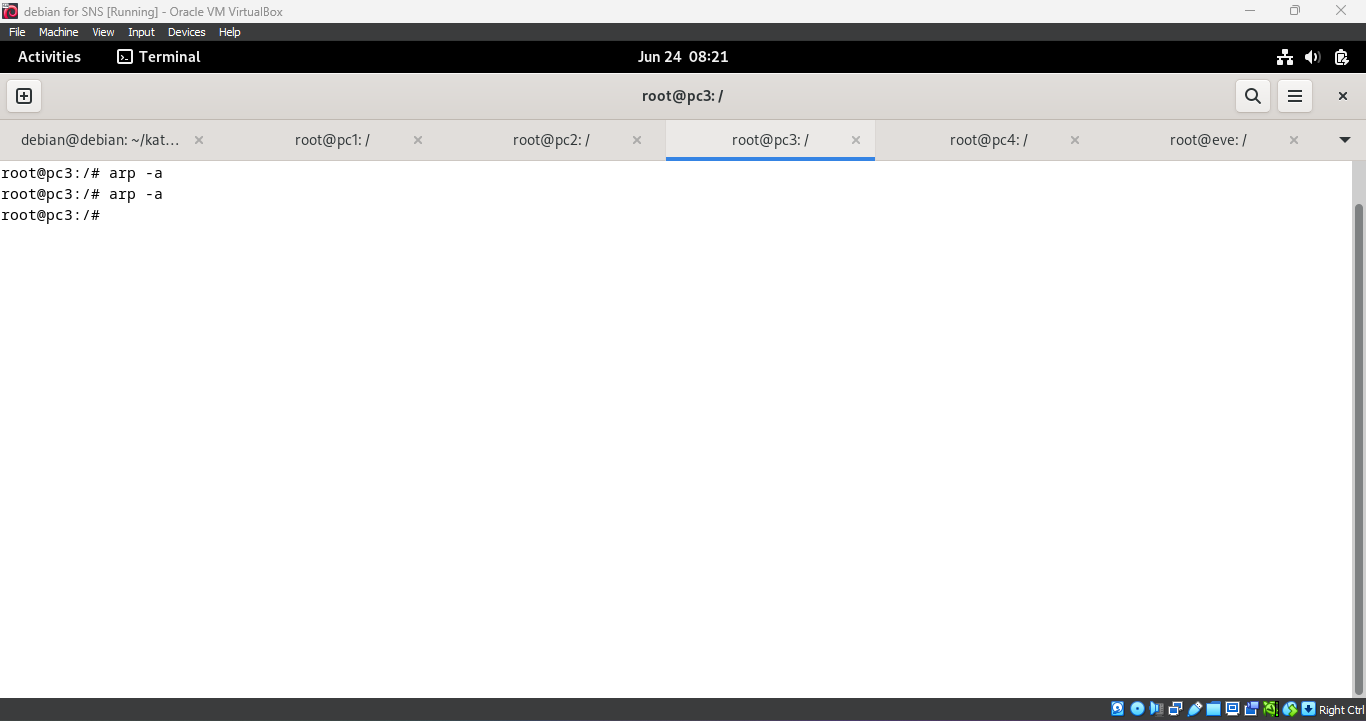 debian for SNS [Running] - Oracle VM VirtualBox
File Machine View Input Devices Help
Activities Terminal Jun 24 08:21
root@pc3: /
debian@debian: ~/kat... root@pc1: / root@pc2: / root@pc3: / root@pc4: / root@eve: /
root@pc3:/# arp -a
root@pc3:/# arp -a
root@pc3:/#
Right Ctrl